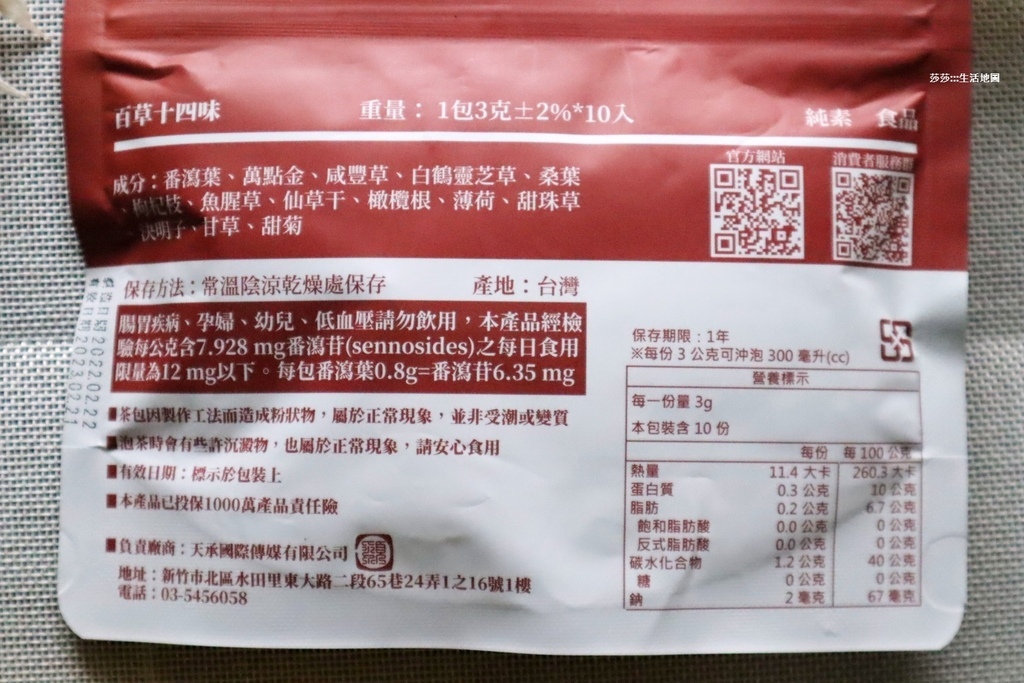 莎莎:::生活地圖
百草十四味 重量： 1包3克±2%*10入 純素 食品
官方網站 消費者服務
成分：番瀉葉、萬點金、咸豐草、白鶴靈芝草、桑葉
、枸杞枝、魚腥草、仙草干、橄欖根、薄荷、甜珠草
、決明子、甘草、甜菊
保存方法：常溫陰涼乾燥處保存 產地：台灣
腸胃疾病、孕婦、幼兒、低血壓請勿飲用，本產品經檢
驗每公克含7.928 mg番瀉苷(sennosides)之每日食用
限量為12 mg以下。每包番瀉葉0.8g=番瀉苷6.35 mg
■茶包因製作工法而造成粉狀物，屬於正常現象，並非受潮或變質
■泡茶時會有些許沉澱物，也屬於正常現象，請安心食用
■有效日期：標示於包裝上
■本產品已投保1000萬產品責任險
■負責廠商：天承國際傳媒有限公司
地址：新竹市北區水田里東大路二段65巷24弄1之16號1樓
電話：03-5456058
2022.02.22
2023.02.21
保存期限：1年
※每份 3 公克可沖泡 300 毫升(cc)
營養標示
每一份量 3g
本包裝含 10 份
每份 每 100 公克
熱量 11.4 大卡 260.3 大卡
蛋白質 0.3 公克 10 公克
脂肪 0.2 公克 6.7 公克
飽和脂肪酸 0.0 公克 0 公克
反式脂肪酸 0.0 公克 0 公克
碳水化合物 1.2 公克 40 公克
糖 0 公克 0 公克
鈉 2 毫克 67 毫克